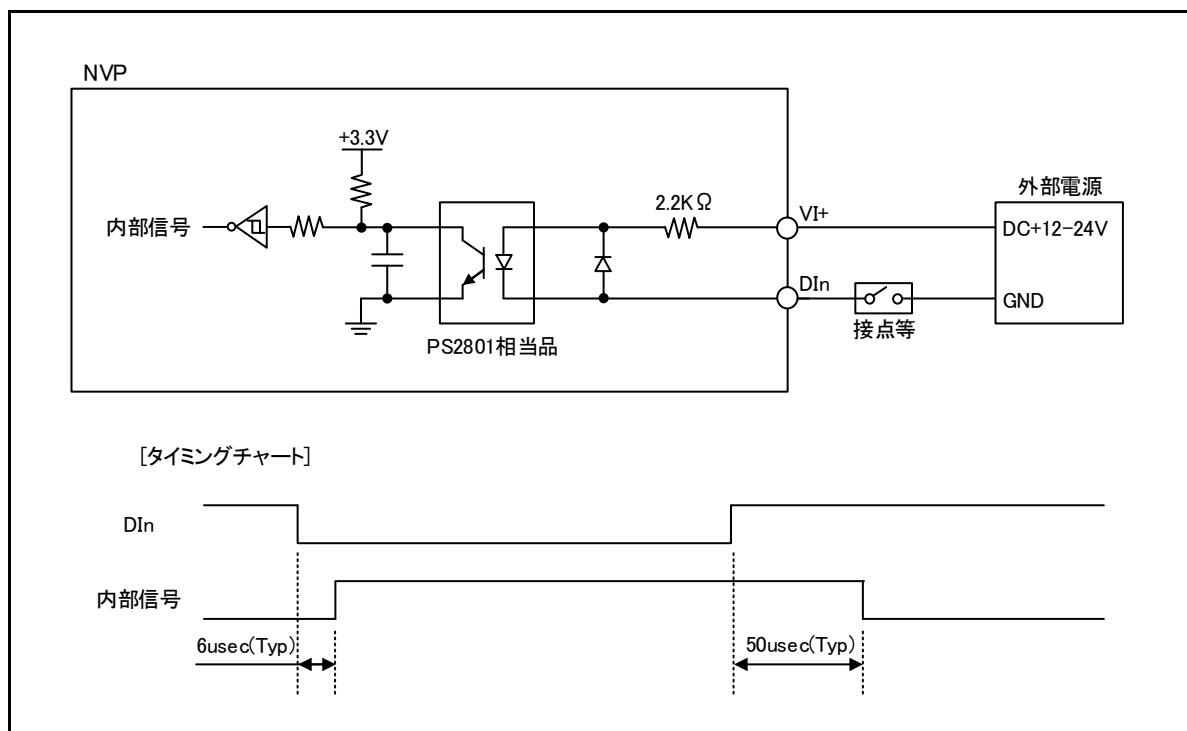 NVP
+3.3V
内部信号
2.2KΩ
VI+
外部電源
DC+12-24V
DIn
GND
接点等
PS2801相当品
[タイミングチャート]
DIn
内部信号
6usec(Typ)
50usec(Typ)